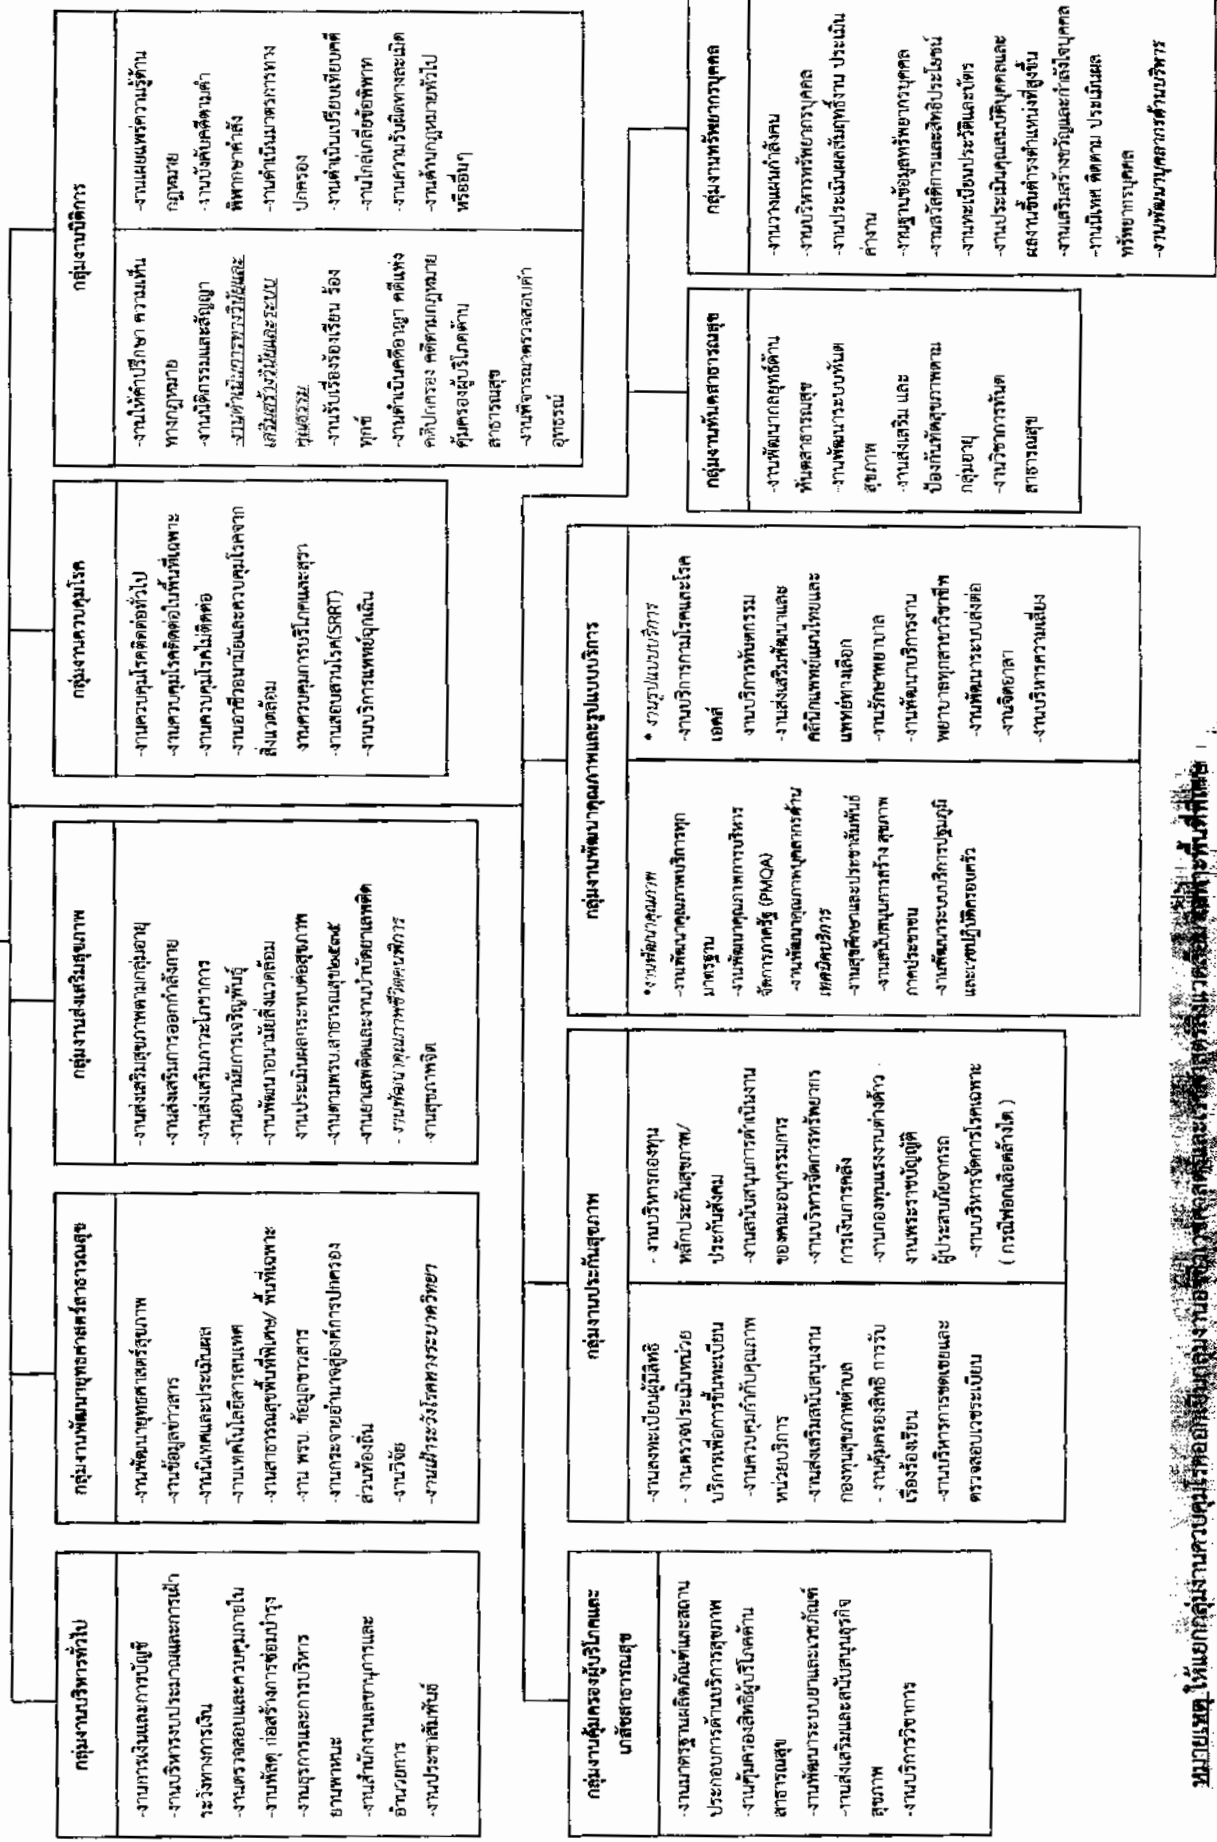 กลุ่มงานบริหารทั่วไป
-งานการเงินและการบัญชี
-งานบริหารงบประมาณและการเฝ้า
ระวังทางการเงิน
-งานตรวจสอบและควบคุมภายใน
-งานพัสดุ ก่อสร้างการซ่อมบำรุง
-งานธุรการและการบริหาร
ยานพาหนะ
-งานสำนักงานเลขานุการและ
อำนวยการ
-งานประชาสัมพันธ์
กลุ่มงานพัฒนายุทธศาสตร์สาธารณสุข
-งานพัฒนายุทธศาสตร์สุขภาพ
-งานข้อมูลข่าวสาร
-งานนิเทศและประเมินผล
-งานเทคโนโลยีสารสนเทศ
-งานสาธารณสุขพื้นที่พิเศษ/ พื้นที่เฉพาะ
-งาน พรบ. ข้อมูลข่าวสาร
-งานกระจายอำนาจสู่องค์การปกครอง
ส่วนท้องถิ่น
-งานวิจัย
-งานเฝ้าระวังโรคทางระบาดวิทยา
กลุ่มงานส่งเสริมสุขภาพ
-งานส่งเสริมสุขภาพตามกลุ่มอายุ
-งานส่งเสริมการออกกำลังกาย
-งานส่งเสริมภาวะโภชาการ
-งานอนามัยการเจริญพันธุ์
-งานพัฒนาอนามัยสิ่งแวดล้อม
งานประเมินผลกระทบต่อสุขภาพ
-งานตามพรบ.สาธารณสุข๒๕๓๕
-งานยาเสพติดและงานบำบัดยาเสพติด
- งานพัฒนาคุณภาพชีวิตคนพิการ
-งานสุขภาพจิต
กลุ่มงานควบคุมโรค
-งานควบคุมโรคติดต่อทั่วไป
-งานควบคุมโรคติดต่อในพื้นที่เฉพาะ
-งานควบคุมโรคไม่ติดต่อ
-งานอาชีวอนามัยและควบคุมโรคจาก
สิ่งแวดล้อม
งานควบคุมการบริโภคและสุรา
-งานสอบสวนโรค(SRRT)
-งานบริการแพทย์ฉุกเฉิน
กลุ่มงานนิติการ
-งานให้คำปรึกษา ความเห็น
ทางกฎหมาย
-งานนิติกรรมและสัญญา
-งานดำเนินการทางวินัยและ
เสริมสร้างวินัยและระบบ
คุณธรรม
-งานรับเรื่องร้องเรียน ร้อง
ทุกข์
-งานดำเนินคดีอาญา คดีแพ่ง
คดีปกครอง คดีตามกฎหมาย
คุ้มครองผู้บริโภคด้าน
สาธารณสุข
-งานพิจารณาตรวจสอบคำ
อุทธรณ์
-งานเผยแพร่ความรู้ด้าน
กฎหมาย
-งานบังคับคดีตามคำ
พิพากษาคำสั่ง
-งานดำเนินมาตรการทาง
ปกครอง
-งานดำเนินเปรียบเทียบคดี
-งานไกล่เกลี่ยข้อพิพาท
-งานความรับผิดทางละเมิด
-งานด้านกฎหมายทั่วไป
หรืออื่นๆ
กลุ่มงานคุ้มครองผู้บริโภคและ
เภสัชสาธารณสุข
-งานมาตรฐานผลิตภัณฑ์และสถาน
ประกอบการด้านบริการสุขภาพ
-งานคุ้มครองสิทธิผู้บริโภคด้าน
สาธารณสุข
-งานพัฒนาระบบยาและเวชภัณฑ์
-งานส่งเสริมและสนับสนุนธุรกิจ
สุขภาพ
-งานบริการวิชาการ
กลุ่มงานประกันสุขภาพ
-งานลงทะเบียนผู้มีสิทธิ
- งานตรวจประเมินหน่วย
บริการเพื่อการขึ้นทะเบียน
-งานควบคุมกำกับคุณภาพ
หน่วยบริการ
-งานส่งเสริมสนับสนุนงาน
กองทุนสุขภาพตำบล
- งานคุ้มครองสิทธิ การรับ
เรื่องร้องเรียน
-งานบริหารการชดเชยและ
ตรวจสอบเวชระเบียน
- งานบริหารกองทุน
หลักประกันสุขภาพ/
ประกันสังคม
-งานสนับสนุนการดำเนินงาน
ของคณะอนุกรรมการ
-งานบริหารจัดการทรัพยากร
การเงินการคลัง
-งานกองทุนแรงงานต่างด้าว
งานพระราชบัญญัติ
ผู้ประสบภัยจากรถ
-งานบริหารจัดการโรคเฉพาะ
( กรณีฟอกเลือดล้างไต )
กลุ่มงานพัฒนาคุณภาพและรูปแบบบริการ
*งานพัฒนาคุณภาพ
-งานพัฒนาคุณภาพบริการทุก
มาตรฐาน
-งานพัฒนาคุณภาพการบริหาร
จัดการภาครัฐ (PMQA)
-งานพัฒนาคุณภาพบุคลากรด้าน
เทคนิคบริการ
-งานสุขศึกษาและประชาสัมพันธ์
-งานสนับสนุนการสร้าง สุขภาพ
ภาคประชาชน
-งานพัฒนาระบบบริการปฐมภูมิ
และเวชปฏิบัติครอบครัว
* งานรูปแบบบริการ
-งานบริการกามโรคและโรค
เอดส์
งานบริการทันตกรรม
-งานส่งเสริมพัฒนาและ
คลินิกแพทย์แผนไทยและ
แพทย์ทางเลือก
-งานรักษาพยาบาล
-งานพัฒนาบริการงาน
พยาบาลทุกสาขาวิชาชีพ
-งานพัฒนาระบบส่งต่อ
-งานจิตยาลา
-งานบริหารความเสี่ยง
กลุ่มงานทันตสาธารณสุข
-งานพัฒนากลยุทธ์ด้าน
ทันตสาธารณสุข
-งานพัฒนาระบบทันต
สุขภาพ
-งานส่งเสริม และ
ป้องกันทัตสุขภาพตาม
กลุ่มอายุ
-งานวิชาการทันต
สาธารณสุข
กลุ่มงานทรัพยากรบุคคล
-งานวางแผนกำลังคน
-งานบริหารทรัพยากรบุคคล
-งานประเมินผลสัมฤทธิ์งาน ประเมิน
ค่างาน
-งานฐานข้อมูลทรัพยากรบุคคล
-งานสวัสดิการและสิทธิประโยชน์
-งานทะเบียนประวัติและบัตร
-งานประเมินคุณสมบัติบุคคลและ
ผลงานขึ้นดำรงตำแหน่งที่สูงขึ้น
-งานเสริมสร้างขวัญและกำลังใจบุคคล
-งานนิเทศ ติดตาม ประเมินผล
ทรัพยากรบุคคล
-งานพัฒนาบุคลากรด้านบริหาร
หมายเหตุ ให้แยกกลุ่มงานควบคุมโรคออกเป็นกลุ่มงานอาชีวเวชศาสตร์และเวชศาสตร์สิ่งแวดล้อม เฉพาะพื้นที่พิเศษ